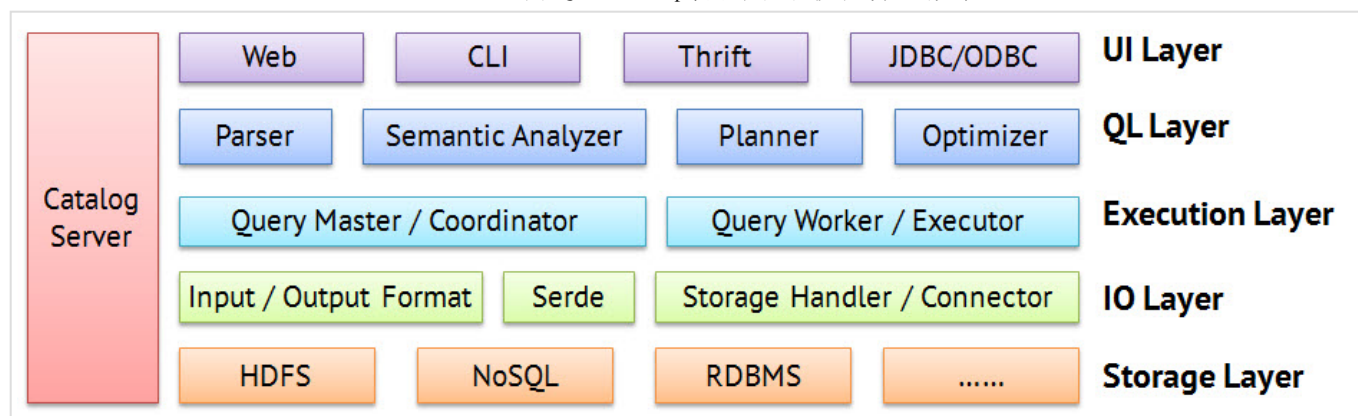 Web CLI Thrift JDBC/ODBC UI Layer
Parser Semantic Analyzer Planner Optimizer QL Layer
Catalog
Server
Query Master / Coordinator Query Worker / Executor Execution Layer
Input / Output Format Serde Storage Handler / Connector IO Layer
HDFS NoSQL RDBMS ...... Storage Layer